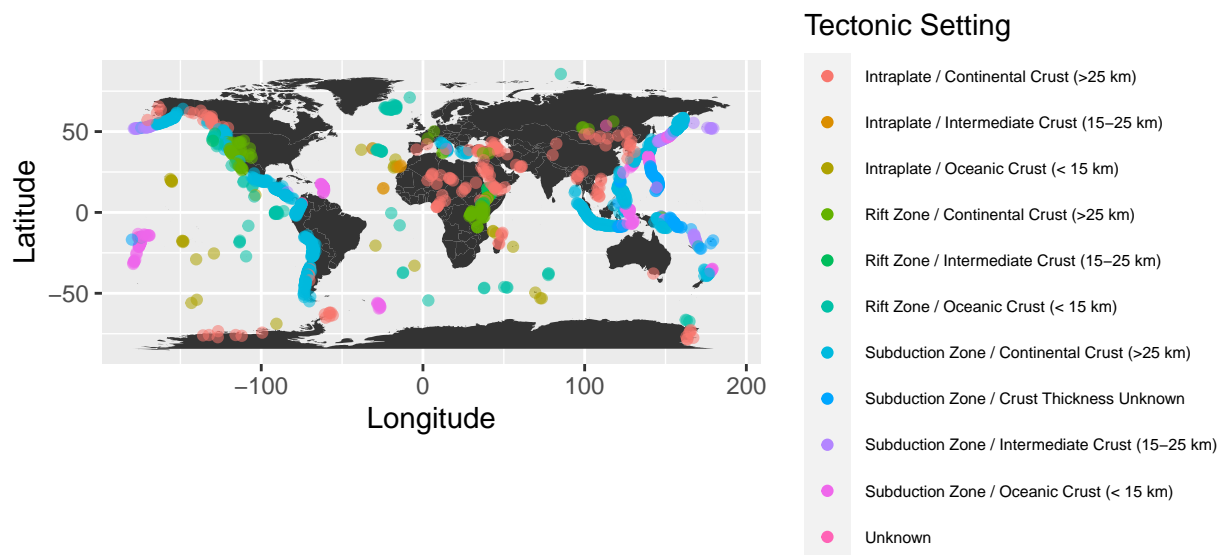 Tectonic Setting
Intraplate / Continental Crust (>25 km)
Intraplate / Intermediate Crust (15−25 km)
Intraplate / Oceanic Crust (< 15 km)
Rift Zone / Continental Crust (>25 km)
Rift Zone / Intermediate Crust (15−25 km)
Rift Zone / Oceanic Crust (< 15 km)
Subduction Zone / Continental Crust (>25 km)
Subduction Zone / Crust Thickness Unknown
Subduction Zone / Intermediate Crust (15−25 km)
Subduction Zone / Oceanic Crust (< 15 km)
Unknown
Latitude
50
0
−50
−100 0 100 200
Longitude